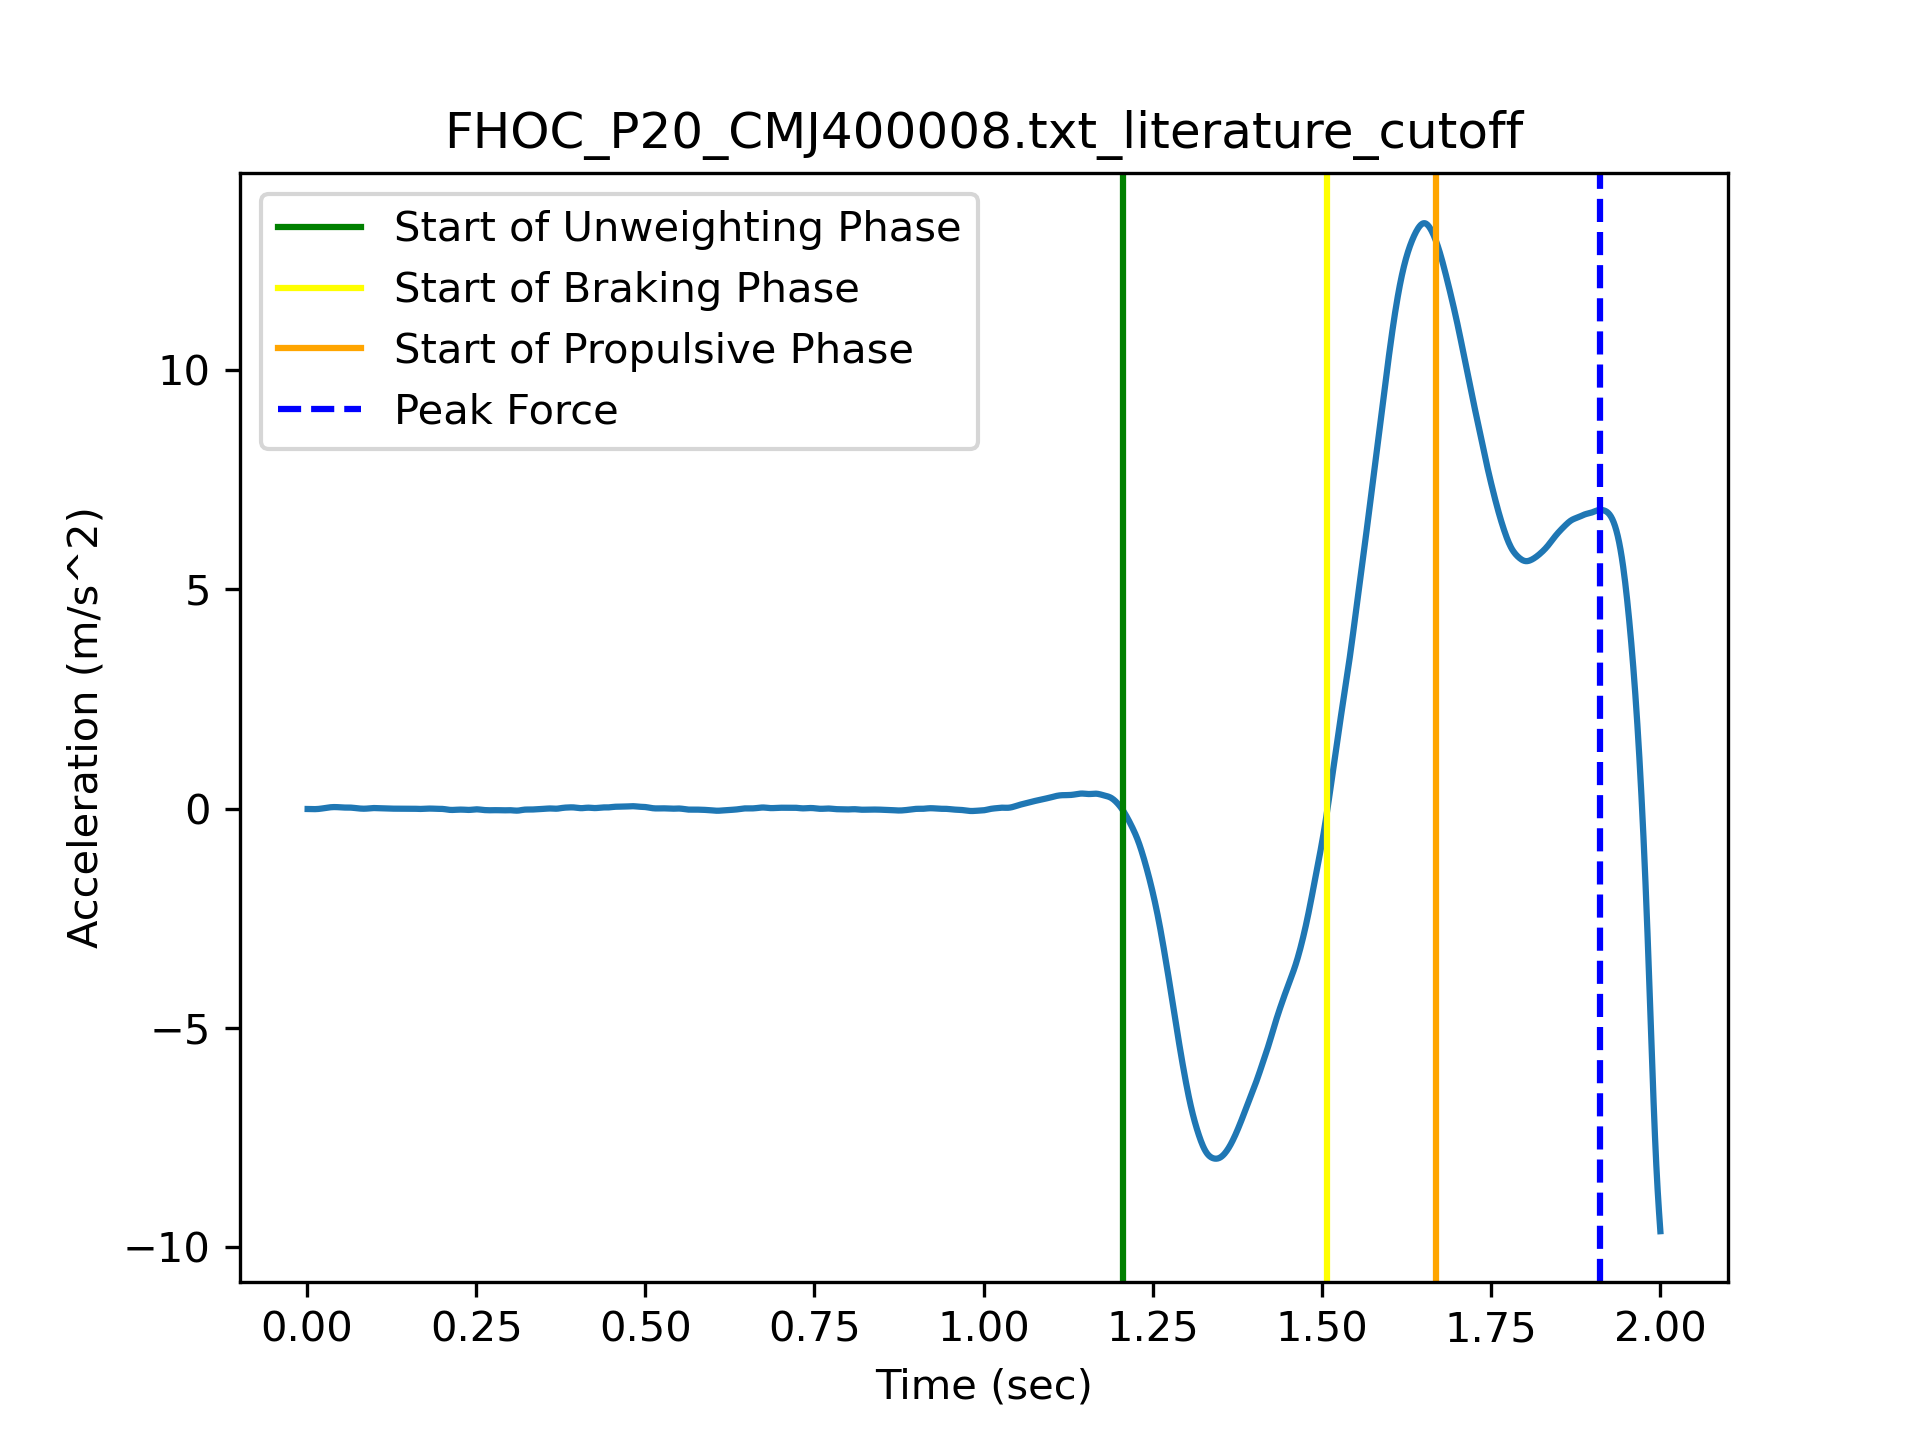 FHOC_P20_CMJ400008.txt_literature_cutoff
Start of Unweighting Phase
Start of Braking Phase
Start of Propulsive Phase
Peak Force
10
5
0
−5
−10
Acceleration (m/s^2)
0.00 0.25 0.50 0.75 1.00 1.25 1.50 1.75 2.00
Time (sec)